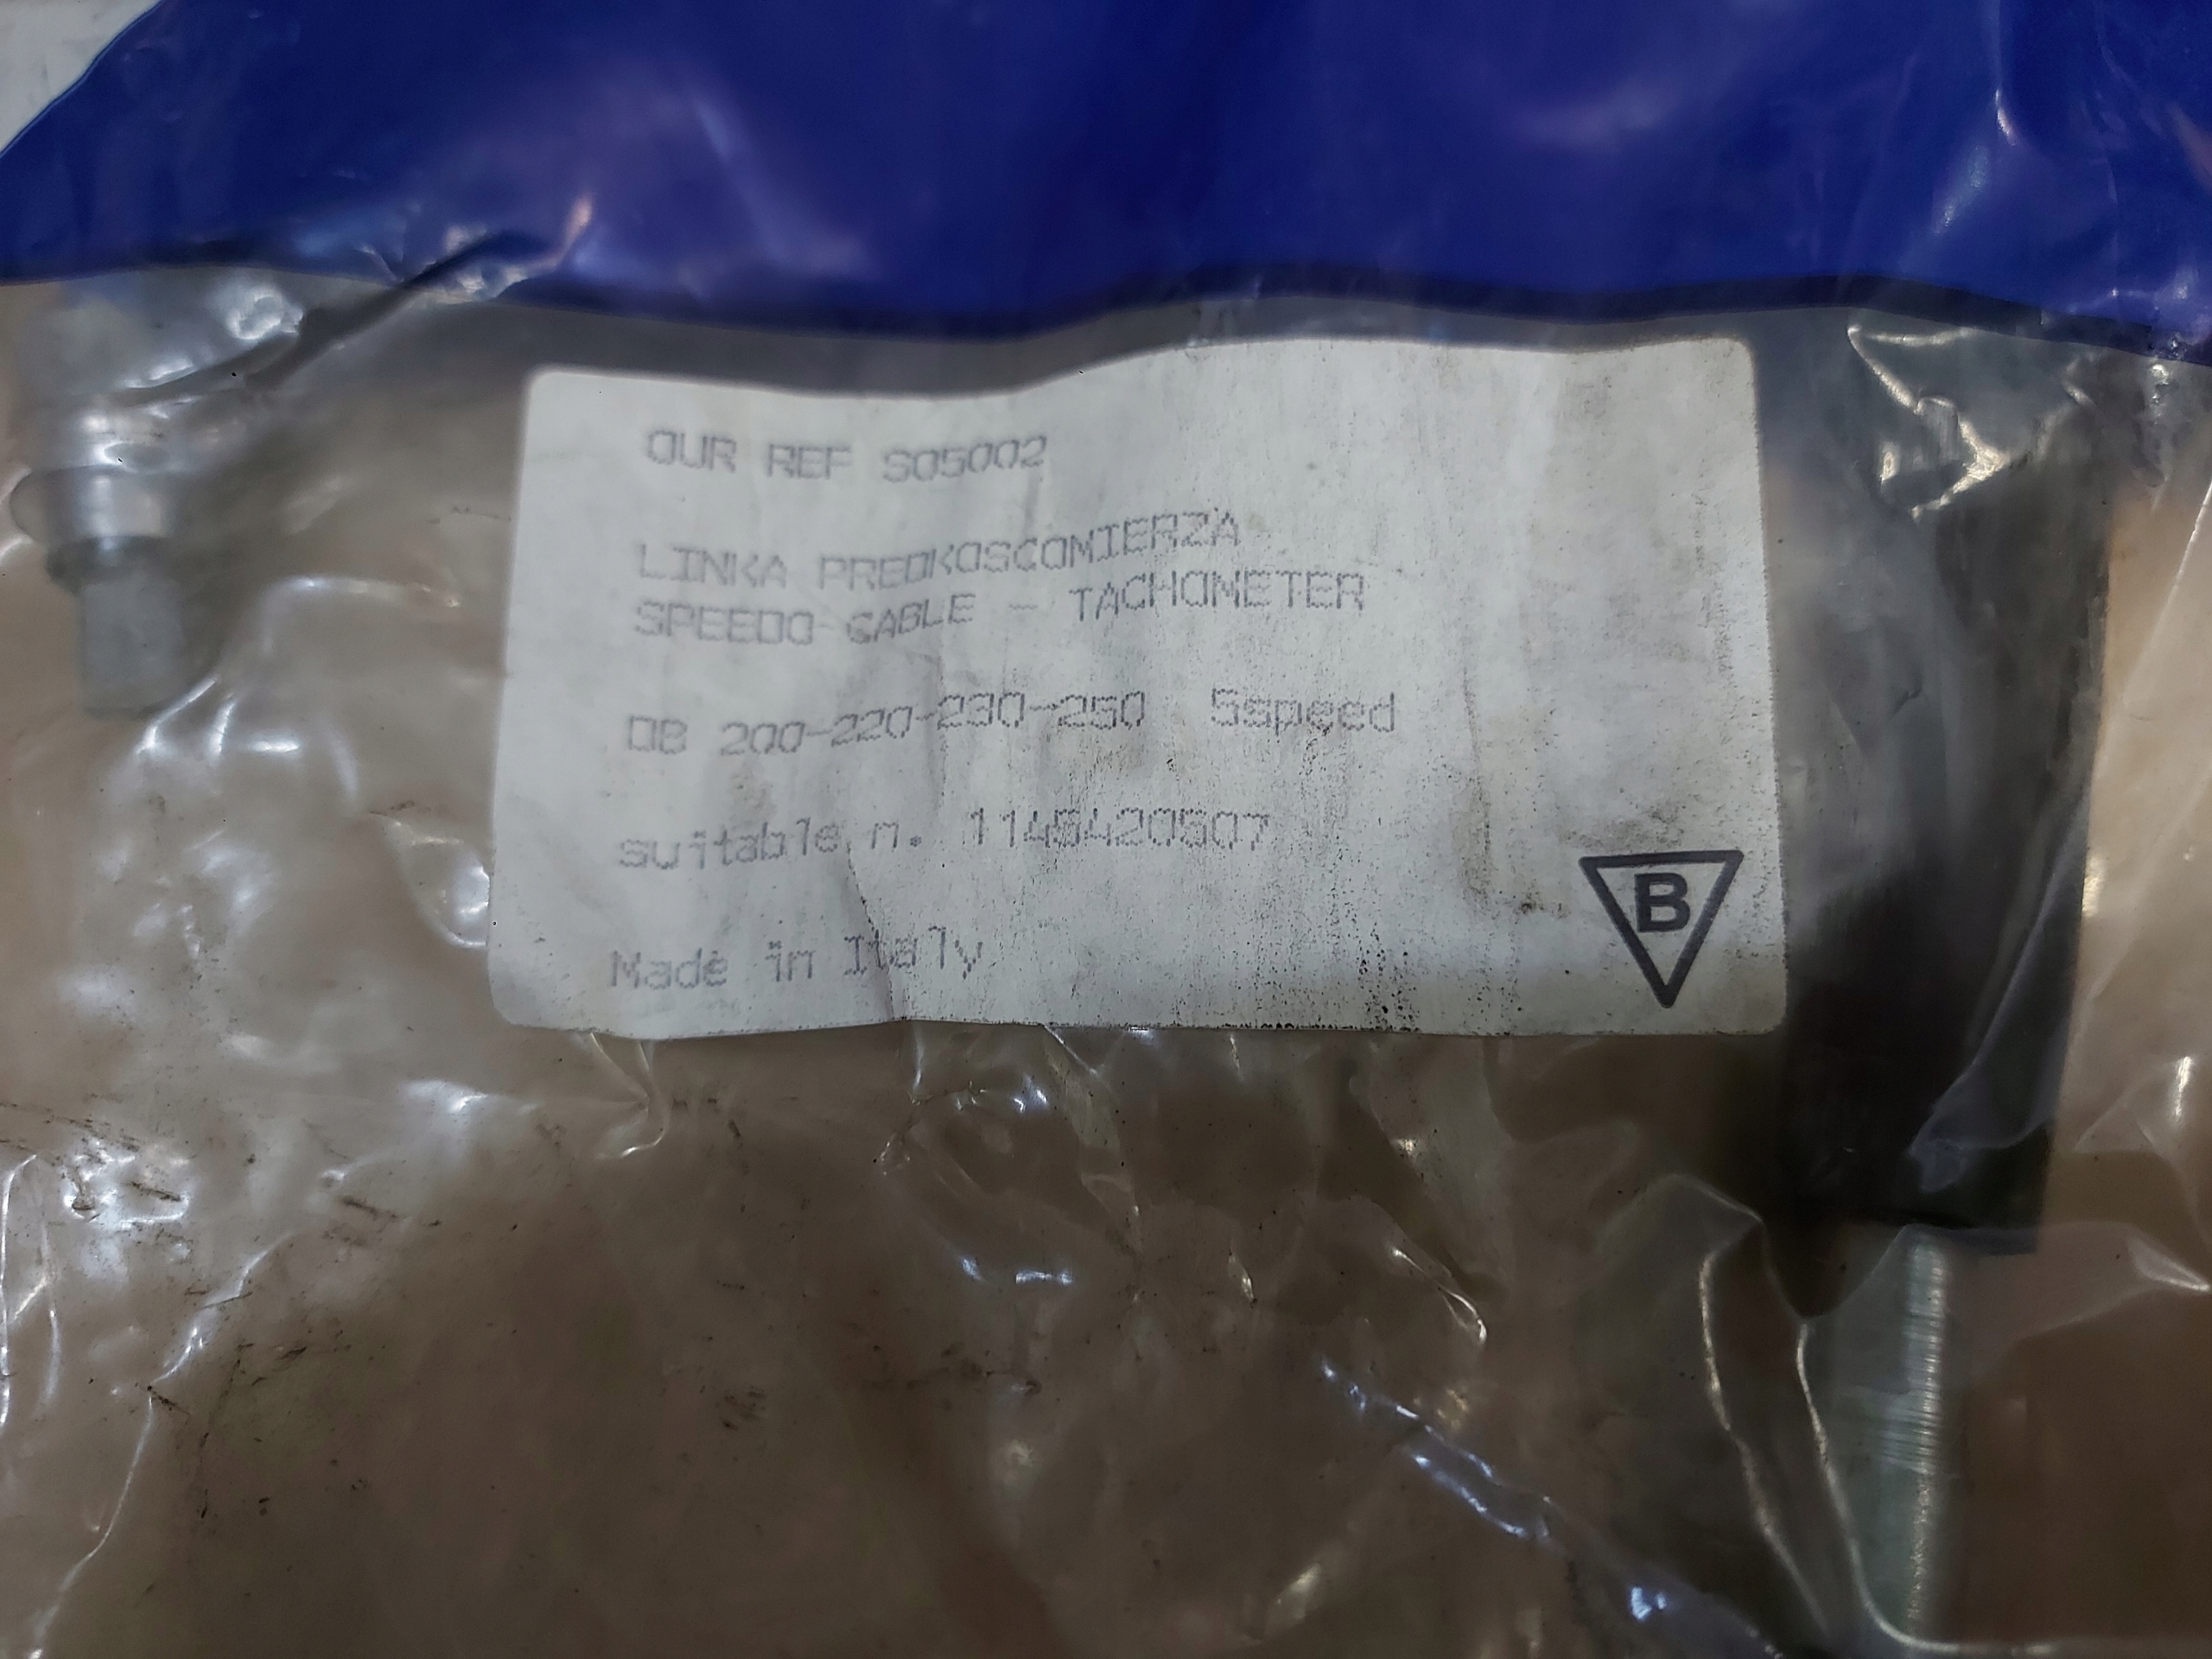 OUR REF S05002
LINKA PREDKOSCOMIERZA
SPEEDO CABLE - TACHOMETER
DB 200-220-230-250 5speed
suitable n. 1145420507
Made in Italy
B